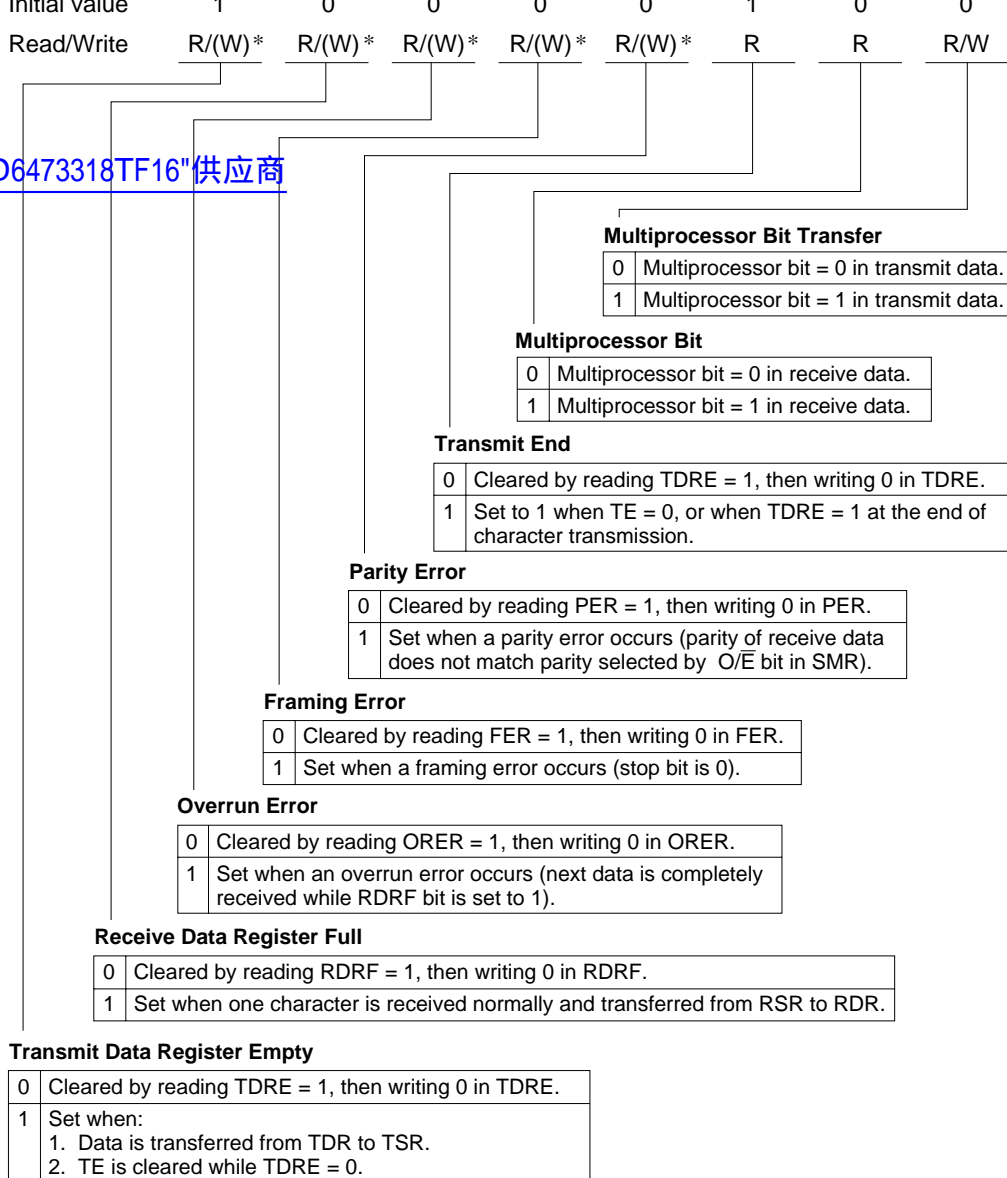 Initial value 1 0 0 0 0 1 0 0
Read/Write R/(W)* R/(W)* R/(W)* R/(W)* R/(W)* R R R/W
D6473318TF16"供应商
Multiprocessor Bit Transfer
0 Multiprocessor bit = 0 in transmit data.
1 Multiprocessor bit = 1 in transmit data.
Multiprocessor Bit
0 Multiprocessor bit = 0 in receive data.
1 Multiprocessor bit = 1 in receive data.
Transmit End
0 Cleared by reading TDRE = 1, then writing 0 in TDRE.
1 Set to 1 when TE = 0, or when TDRE = 1 at the end of
character transmission.
Parity Error
0 Cleared by reading PER = 1, then writing 0 in PER.
1 Set when a parity error occurs (parity of receive data
does not match parity selected by O/E̅ bit in SMR).
Framing Error
0 Cleared by reading FER = 1, then writing 0 in FER.
1 Set when a framing error occurs (stop bit is 0).
Overrun Error
0 Cleared by reading ORER = 1, then writing 0 in ORER.
1 Set when an overrun error occurs (next data is completely
received while RDRF bit is set to 1).
Receive Data Register Full
0 Cleared by reading RDRF = 1, then writing 0 in RDRF.
1 Set when one character is received normally and transferred from RSR to RDR.
Transmit Data Register Empty
0 Cleared by reading TDRE = 1, then writing 0 in TDRE.
1 Set when:
1. Data is transferred from TDR to TSR.
2. TE is cleared while TDRE = 0.